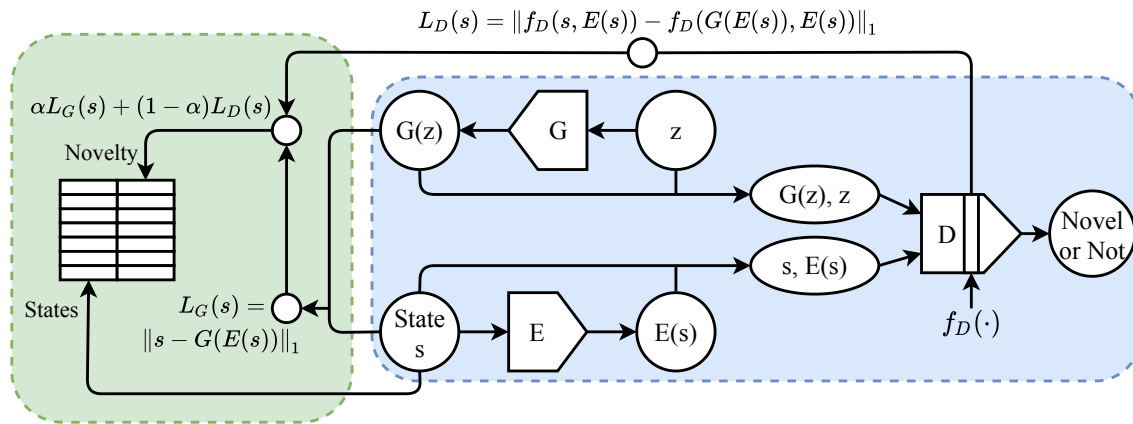 L_D(s) = ‖f_D(s, E(s)) − f_D(G(E(s)), E(s))‖_1
αL_G(s) + (1 − α)L_D(s)
Novelty
States
L_G(s) =
‖s − G(E(s))‖_1
G(z)
G
z
G(z), z
s, E(s)
State
s
E
E(s)
D
f_D(·)
Novel
or Not